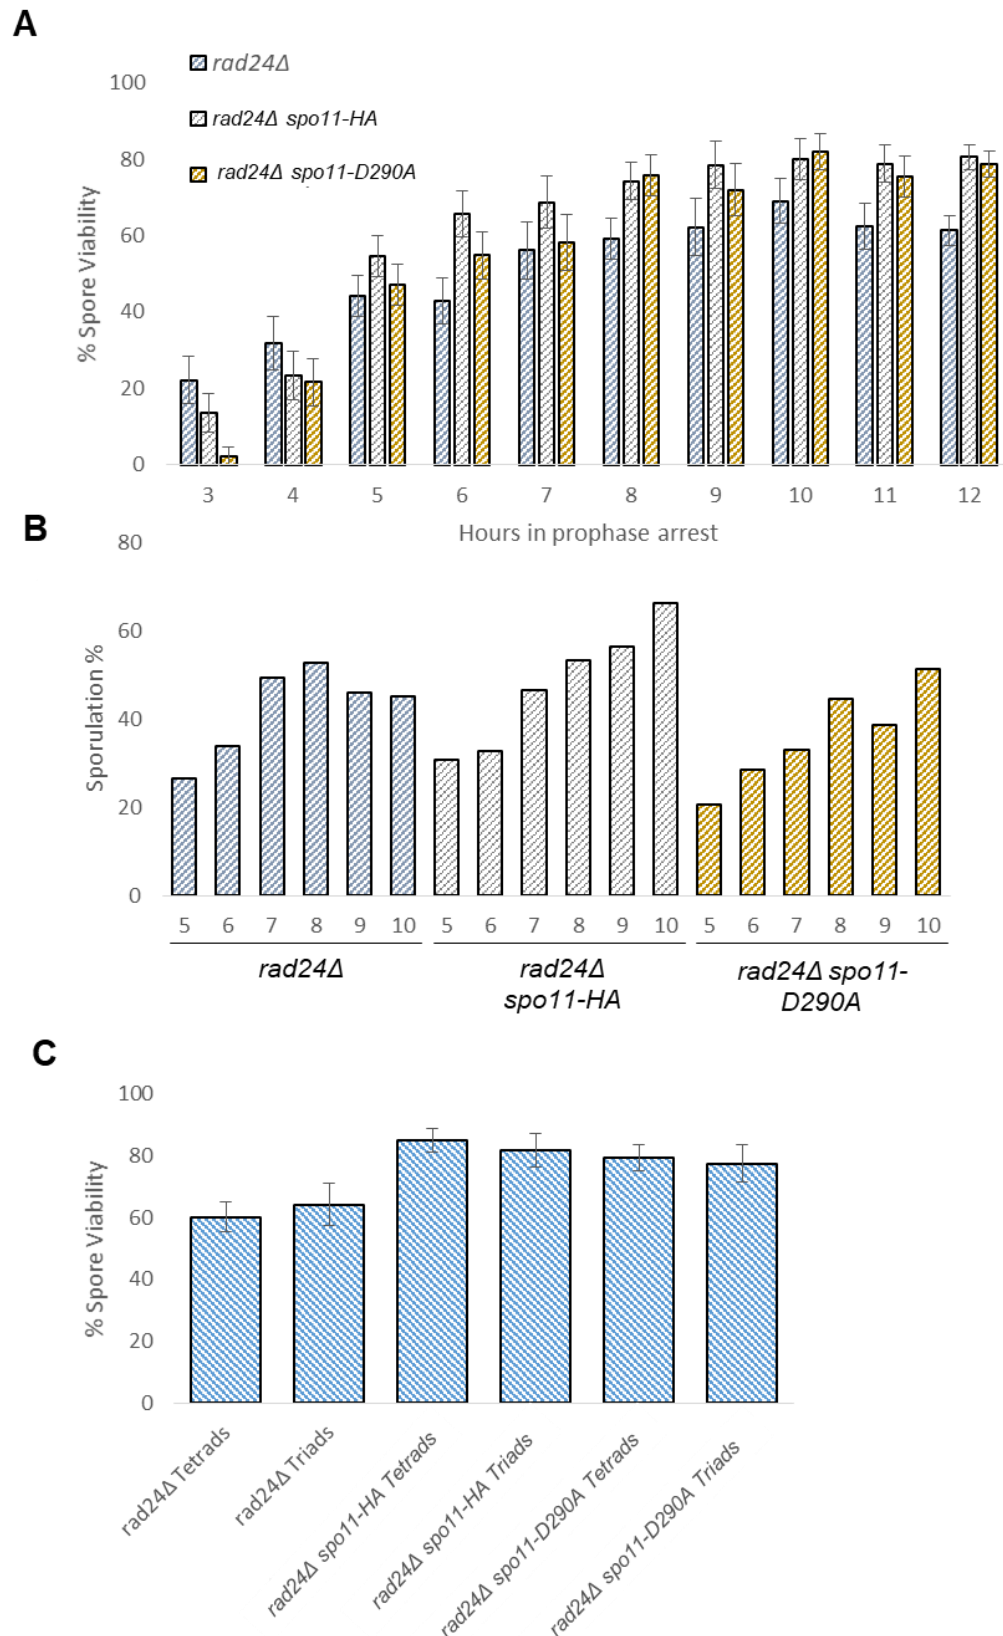 A
rad24Δ
rad24Δ spo11-HA
rad24Δ spo11-D290A
% Spore Viability
100
80
60
40
20
0
3 4 5 6 7 8 9 10 11 12
Hours in prophase arrest
B
Sporulation %
80
60
40
20
0
5 6 7 8 9 10 5 6 7 8 9 10 5 6 7 8 9 10
rad24Δ
rad24Δ
spo11-HA
rad24Δ spo11-
D290A
C
% Spore Viability
100
80
60
40
20
0
rad24Δ Tetrads
rad24Δ Triads
rad24Δ spo11-HA Tetrads
rad24Δ spo11-HA Triads
rad24Δ spo11-D290A Tetrads
rad24Δ spo11-D290A Triads